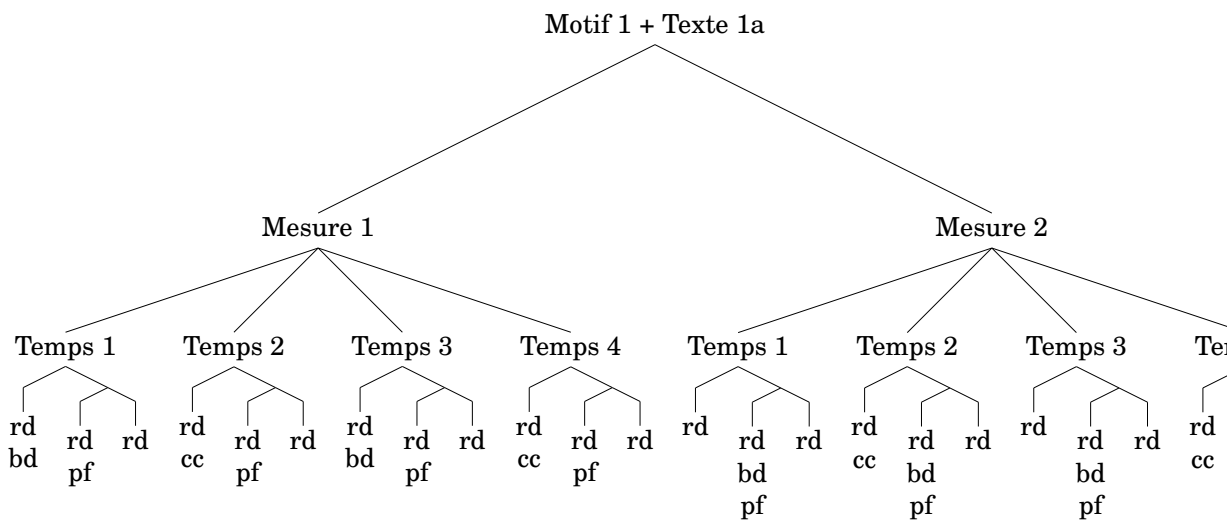 Motif 1 + Texte 1a
Mesure 1 Mesure 2
Temps 1 Temps 2 Temps 3 Temps 4 Temps 1 Temps 2 Temps 3
rd rd rd rd rd rd rd rd rd rd rd rd rd rd rd rd rd rd rd rd rd rd
bd pf cc pf bd pf cc pf bd cc bd bd cc
pf pf pf